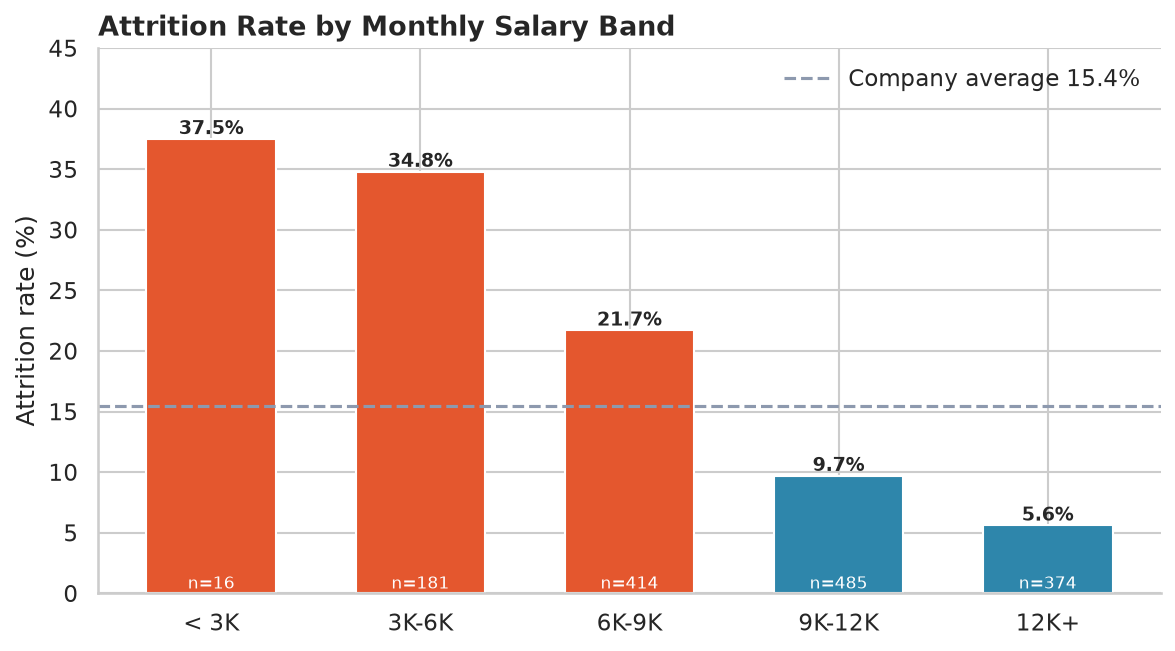 Attrition Rate by Monthly Salary Band
Company average 15.4%
Attrition rate (%)
45
40
35
30
25
20
15
10
5
0
37.5%
34.8%
21.7%
9.7%
5.6%
n=16
n=181
n=414
n=485
n=374
< 3K
3K-6K
6K-9K
9K-12K
12K+